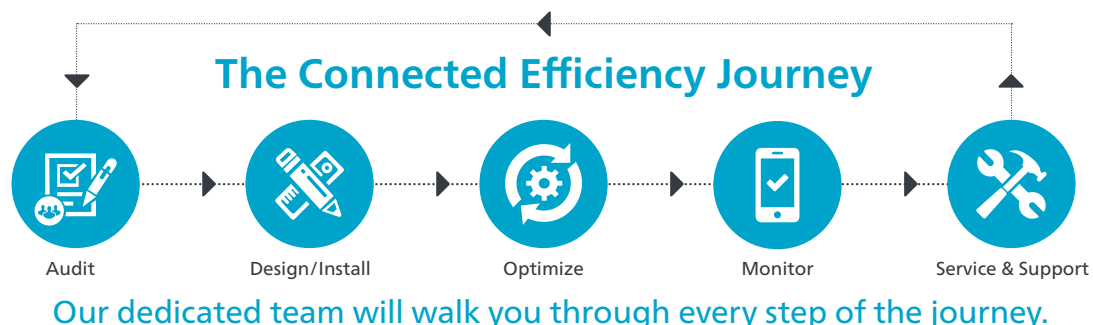 The Connected Efficiency Journey
Audit
Design/Install
Optimize
Monitor
Service & Support
Our dedicated team will walk you through every step of the journey.